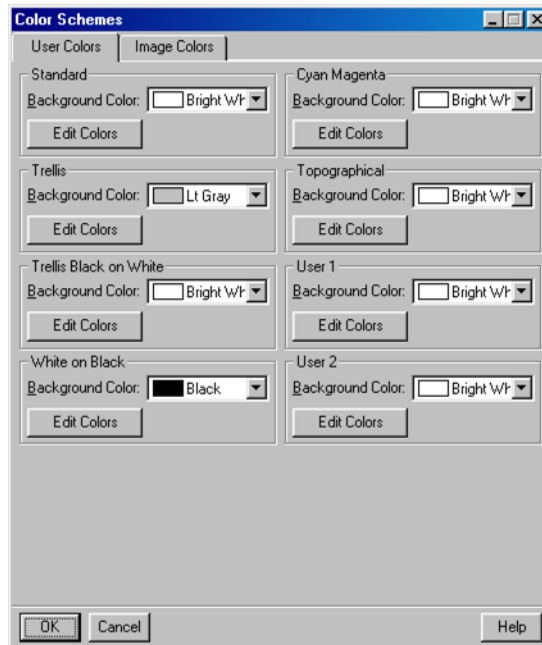 Color Schemes
User Colors Image Colors
Standard
Background Color: Bright Wh
Edit Colors
Cyan Magenta
Background Color: Bright Wh
Edit Colors
Trellis
Background Color: Lt Gray
Edit Colors
Topographical
Background Color: Bright Wh
Edit Colors
Trellis Black on White
Background Color: Bright Wh
Edit Colors
User 1
Background Color: Bright Wh
Edit Colors
White on Black
Background Color: Black
Edit Colors
User 2
Background Color: Bright Wh
Edit Colors
OK Cancel Help